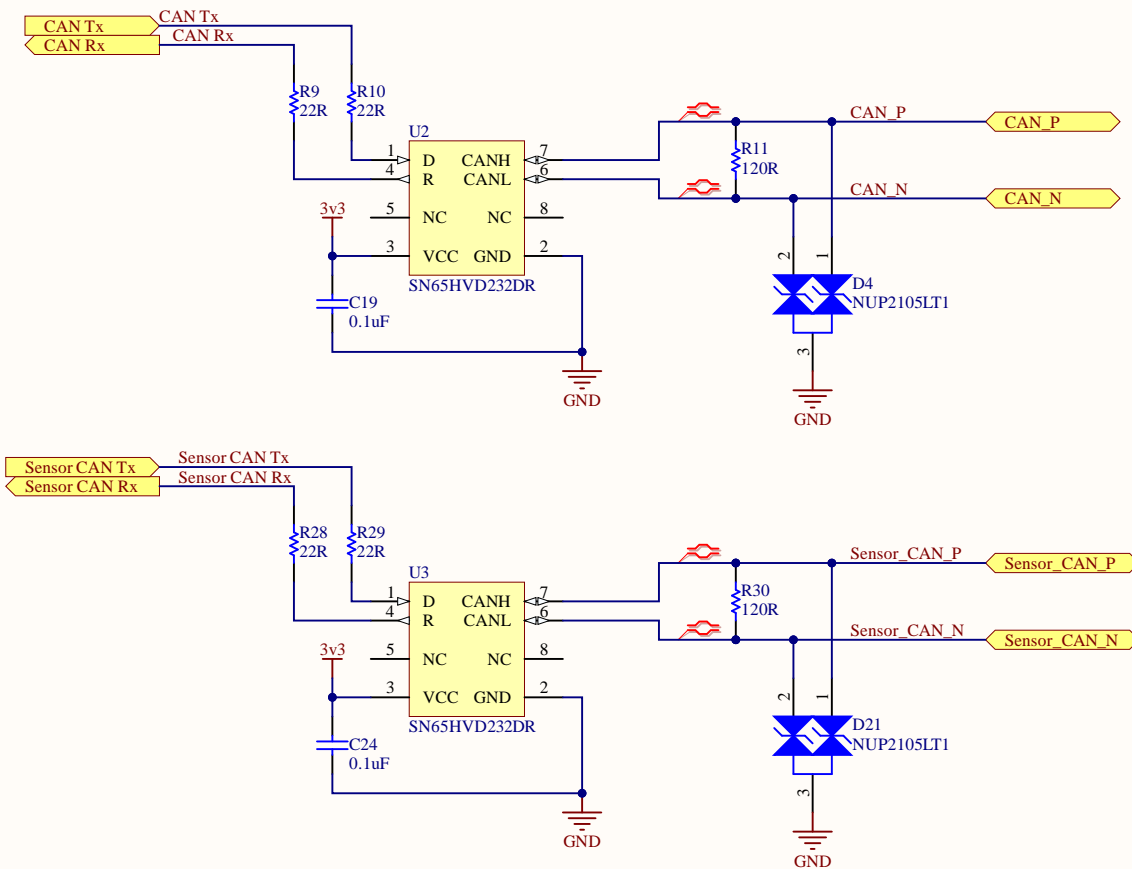 CAN Tx
CAN Tx
CAN Rx
CAN Rx
R9
22R
R10
22R
U2
1
D
CANH
7
4
R
CANL
6
5
NC
NC
8
3v3
3
VCC
GND
2
SN65HVD232DR
C19
0.1uF
GND
R11
120R
CAN_P
CAN_P
CAN_N
CAN_N
2
1
D4
NUP2105LT1
3
GND
Sensor CAN Tx
Sensor CAN Tx
Sensor CAN Rx
Sensor CAN Rx
R28
22R
R29
22R
U3
1
D
CANH
7
4
R
CANL
6
5
NC
NC
8
3v3
3
VCC
GND
2
SN65HVD232DR
C24
0.1uF
GND
R30
120R
Sensor_CAN_P
Sensor_CAN_P
Sensor_CAN_N
Sensor_CAN_N
2
1
D21
NUP2105LT1
3
GND